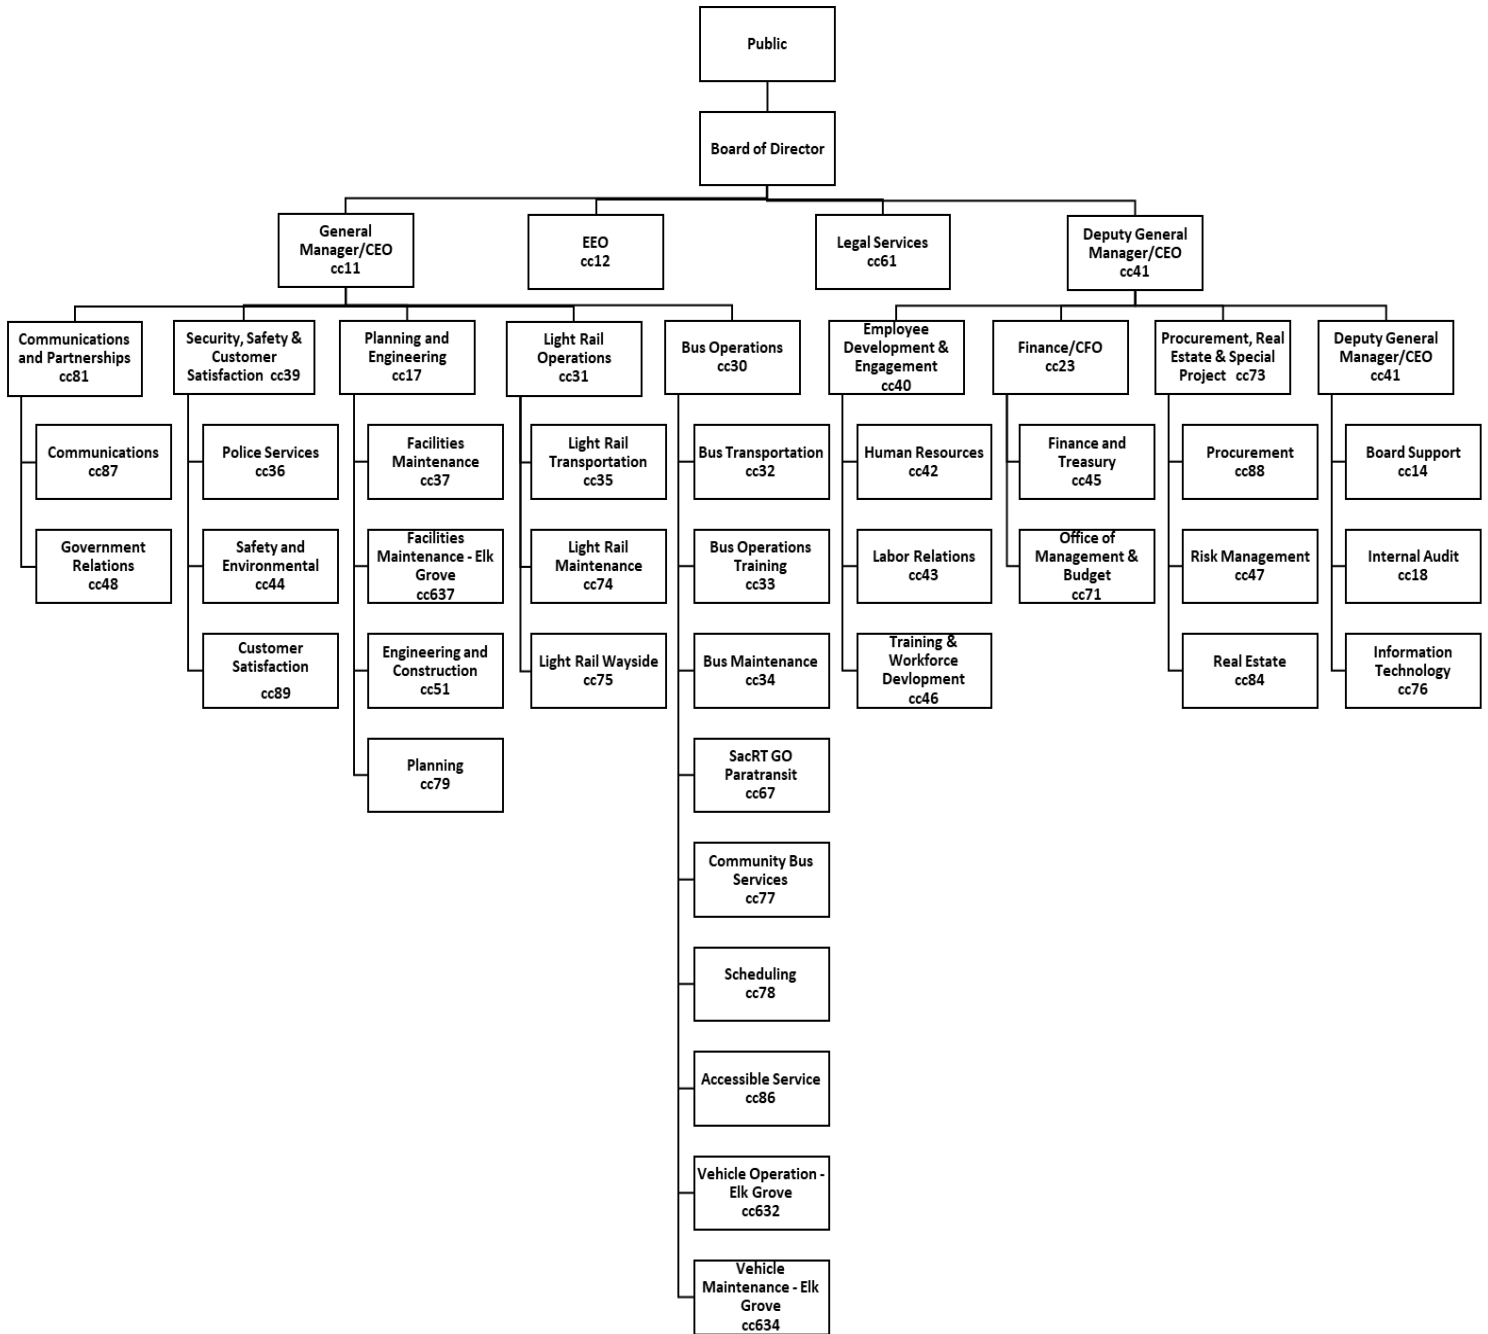 Public
Board of Director
General
Manager/CEO
cc11
EEO
cc12
Legal Services
cc61
Deputy General
Manager/CEO
cc41
Communications
and Partnerships
cc81
Security, Safety &
Customer
Satisfaction cc39
Planning and
Engineering
cc17
Light Rail
Operations
cc31
Bus Operations
cc30
Employee
Development &
Engagement
cc40
Finance/CFO
cc23
Procurement, Real
Estate & Special
Project cc73
Deputy General
Manager/CEO
cc41
Communications
cc87
Police Services
cc36
Facilities
Maintenance
cc37
Light Rail
Transportation
cc35
Bus Transportation
cc32
Human Resources
cc42
Finance and
Treasury
cc45
Procurement
cc88
Board Support
cc14
Government
Relations
cc48
Safety and
Environmental
cc44
Facilities
Maintenance - Elk
Grove
cc637
Light Rail
Maintenance
cc74
Bus Operations
Training
cc33
Labor Relations
cc43
Office of
Management &
Budget
cc71
Risk Management
cc47
Internal Audit
cc18
Customer
Satisfaction
cc89
Engineering and
Construction
cc51
Light Rail Wayside
cc75
Bus Maintenance
cc34
Training &
Workforce
Devlopment
cc46
Real Estate
cc84
Information
Technology
cc76
Planning
cc79
SacRT GO
Paratransit
cc67
Community Bus
Services
cc77
Scheduling
cc78
Accessible Service
cc86
Vehicle Operation -
Elk Grove
cc632
Vehicle
Maintenance - Elk
Grove
cc634